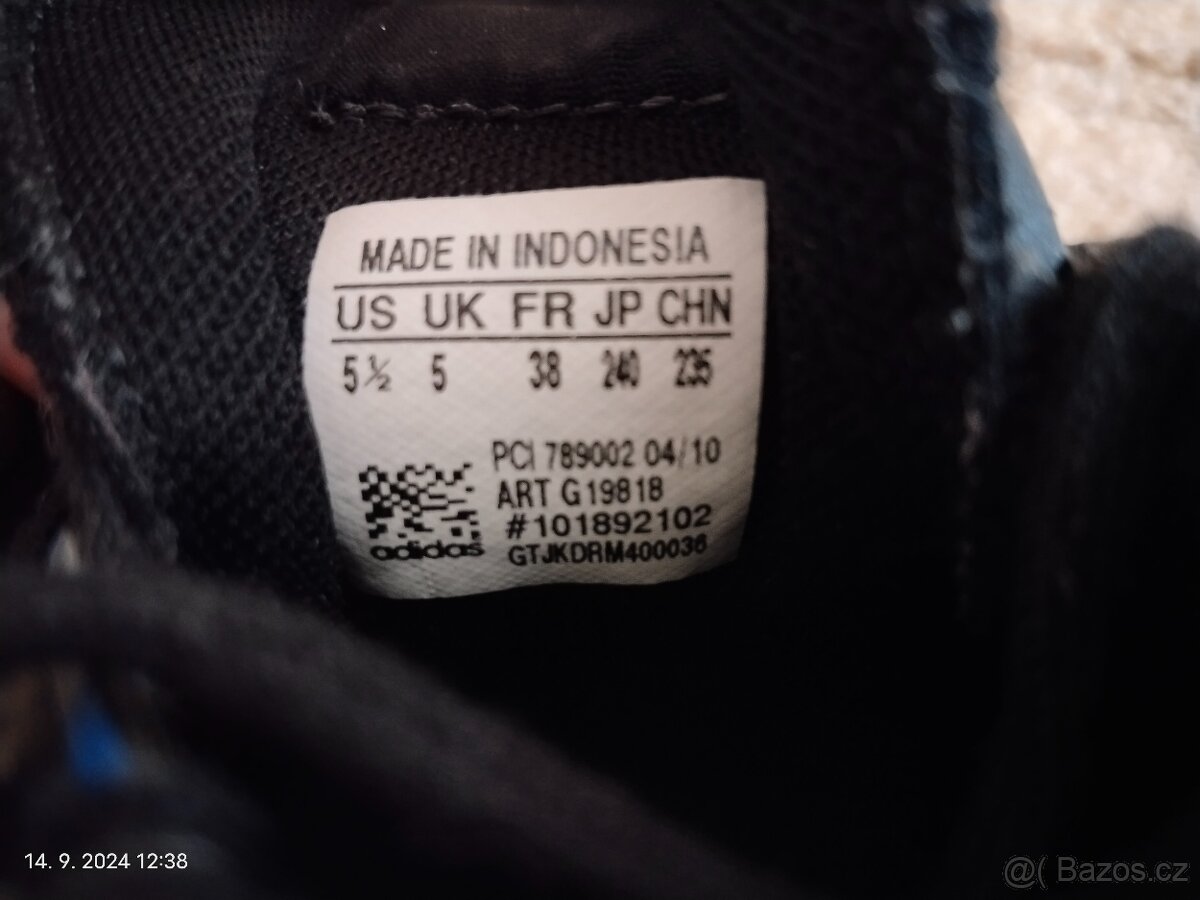 MADE IN INDONESIA
US UK FR JP CHN
5½ 5 38 240 235
PCI 789002 04/10
ART G19818
#101892102
adidas GTJKDRM400036
14. 9. 2024 12:38
@( Bazos.cz